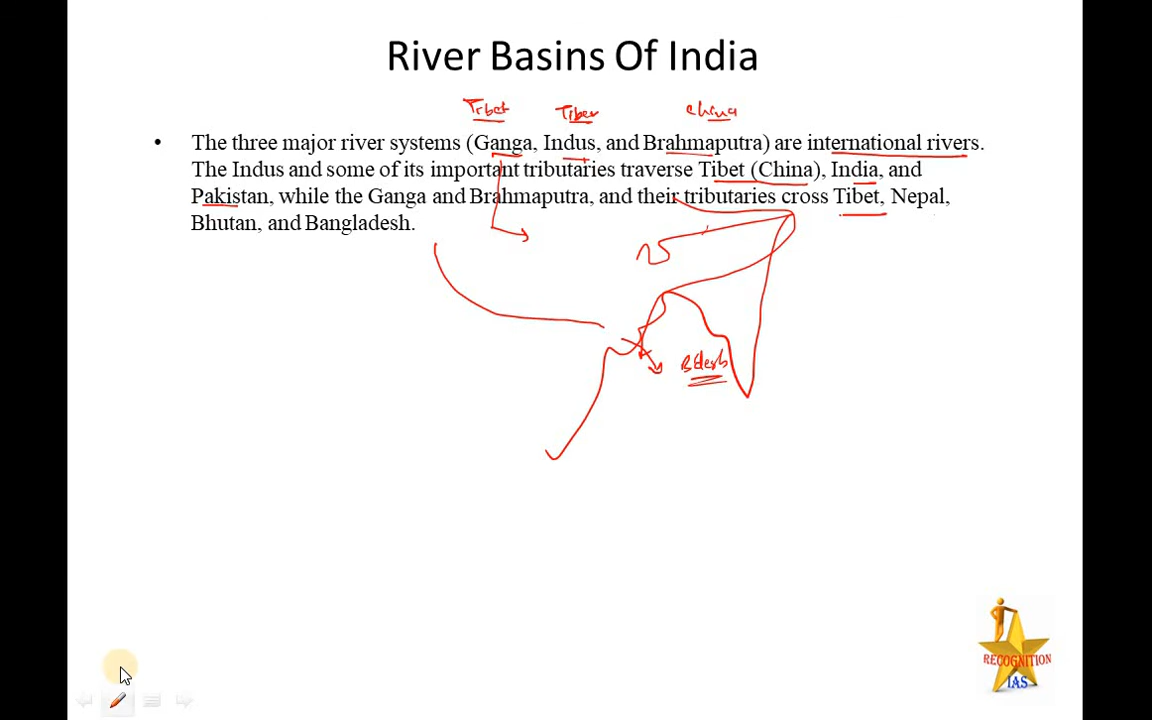 River Basins Of India
Tibet Tiber China
• The three major river systems (Ganga, Indus, and Brahmaputra) are international rivers.
The Indus and some of its important tributaries traverse Tibet (China), India, and
Pakistan, while the Ganga and Brahmaputra, and their tributaries cross Tibet, Nepal,
Bhutan, and Bangladesh.
Bdesh
RECOGNITION
IAS